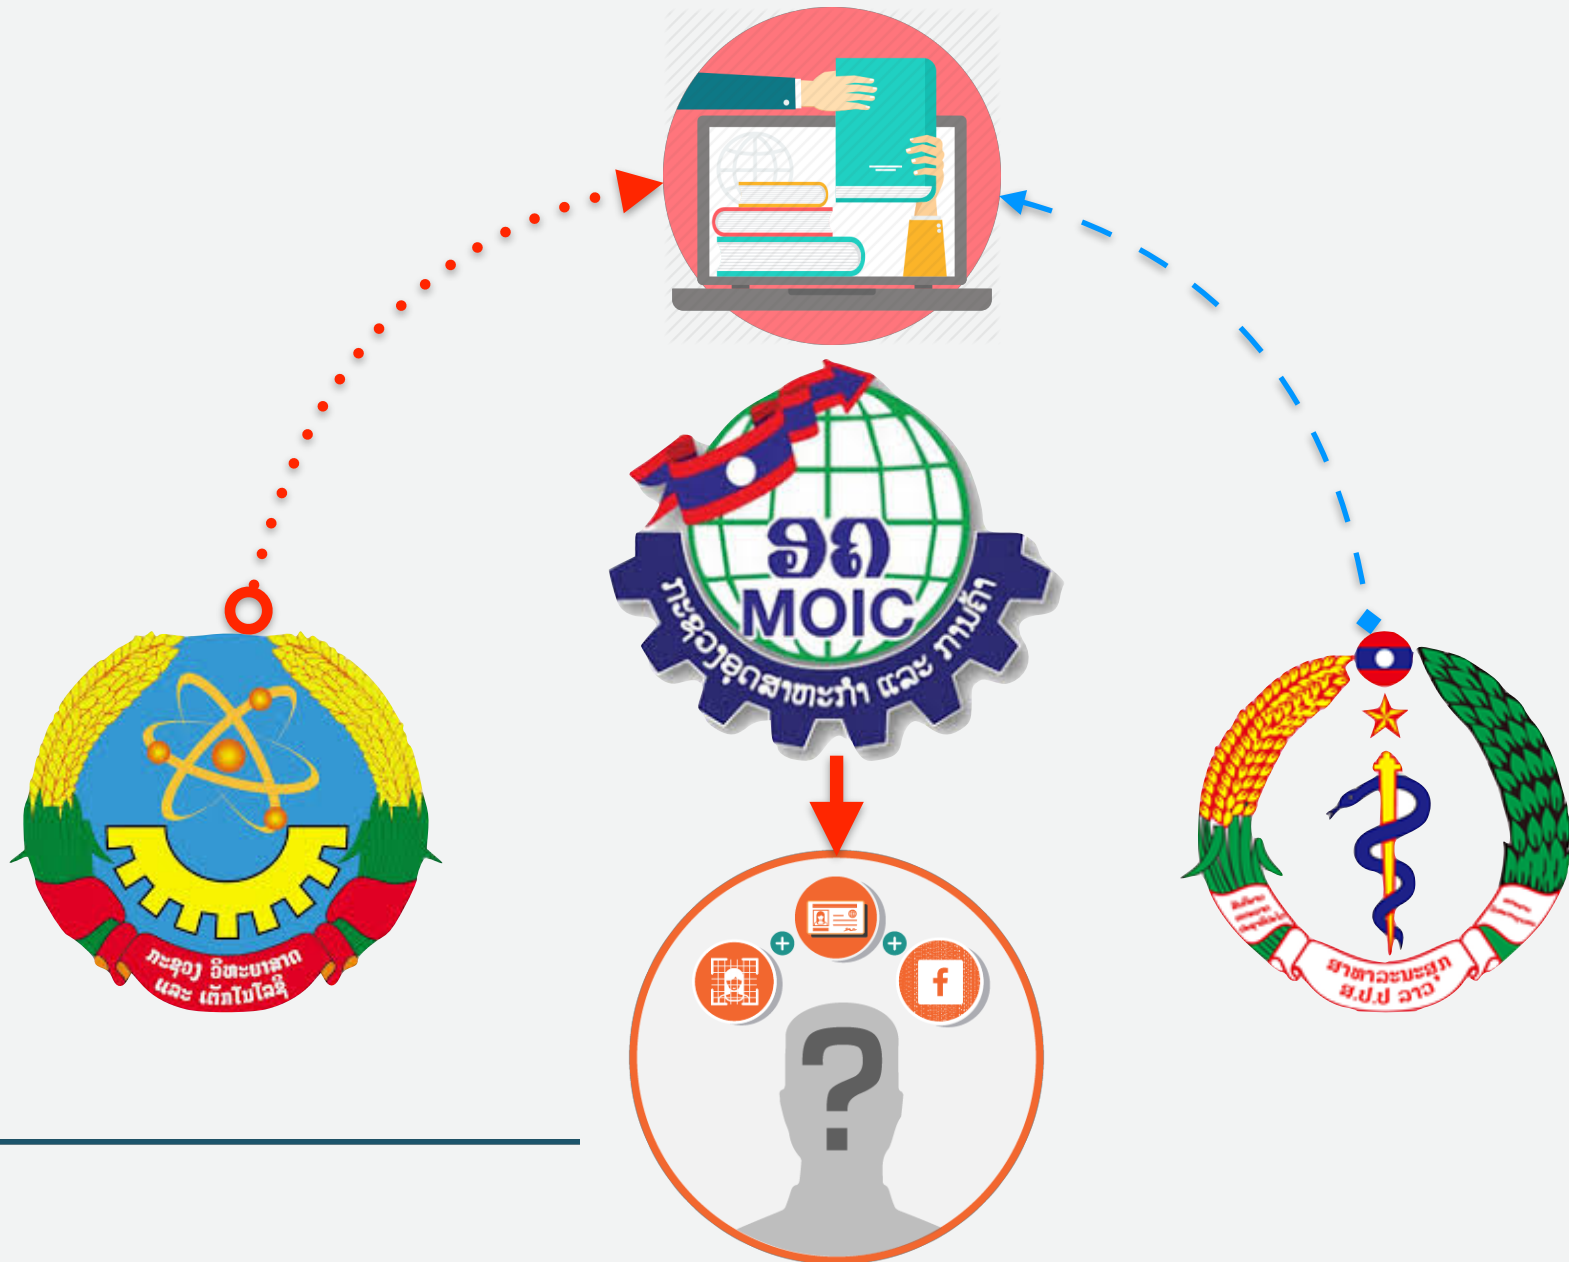 ອຄ
MOIC
ກະຊວງອຸດສາຫະກຳ ແລະ ການຄ້າ
ກະຊວງ ວິທະຍາສາດ
ແລະ ເຕັກໂນໂລຊີ
ສາທາລະນະສຸກ
ສ.ປ.ປ ລາວ
f
?